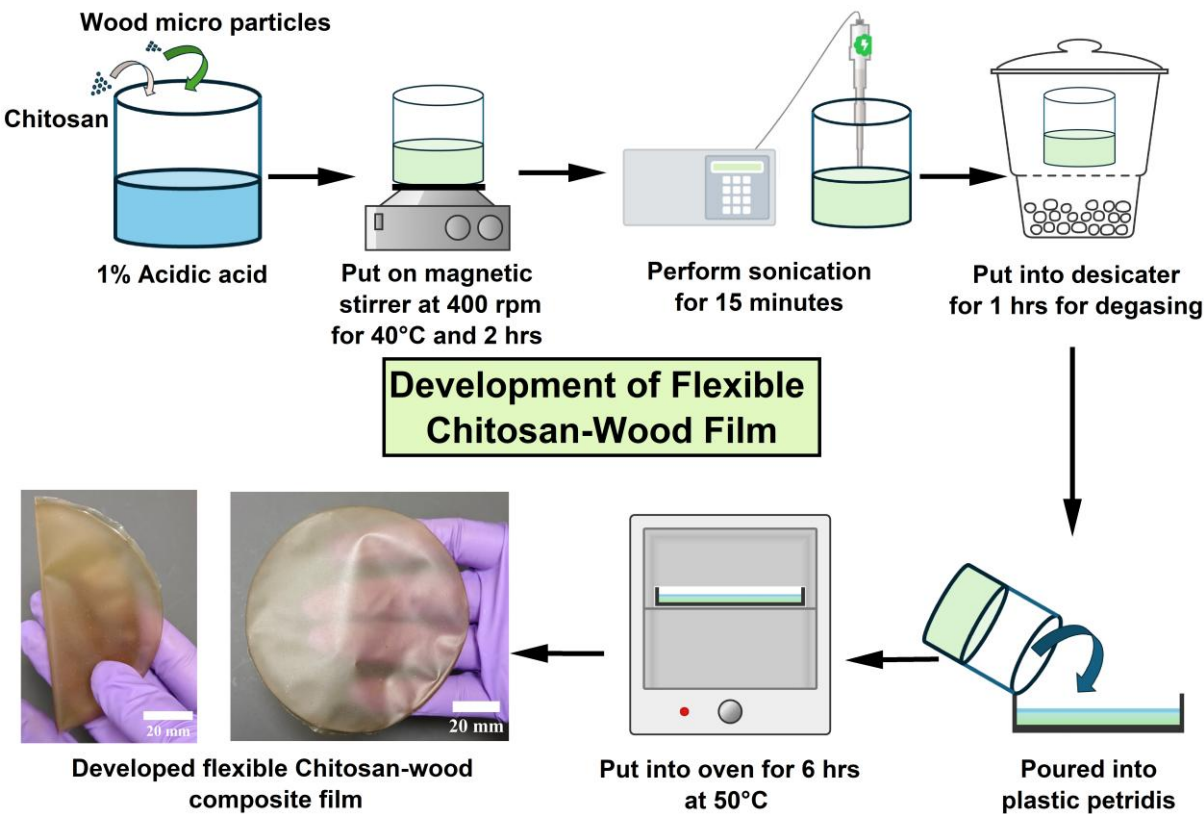 Wood micro particles
Chitosan
1% Acidic acid
Put on magnetic
stirrer at 400 rpm
for 40°C and 2 hrs
Perform sonication
for 15 minutes
Put into desicater
for 1 hrs for degasing
Development of Flexible
Chitosan-Wood Film
20 mm
20 mm
Developed flexible Chitosan-wood
composite film
Put into oven for 6 hrs
at 50°C
Poured into
plastic petridis